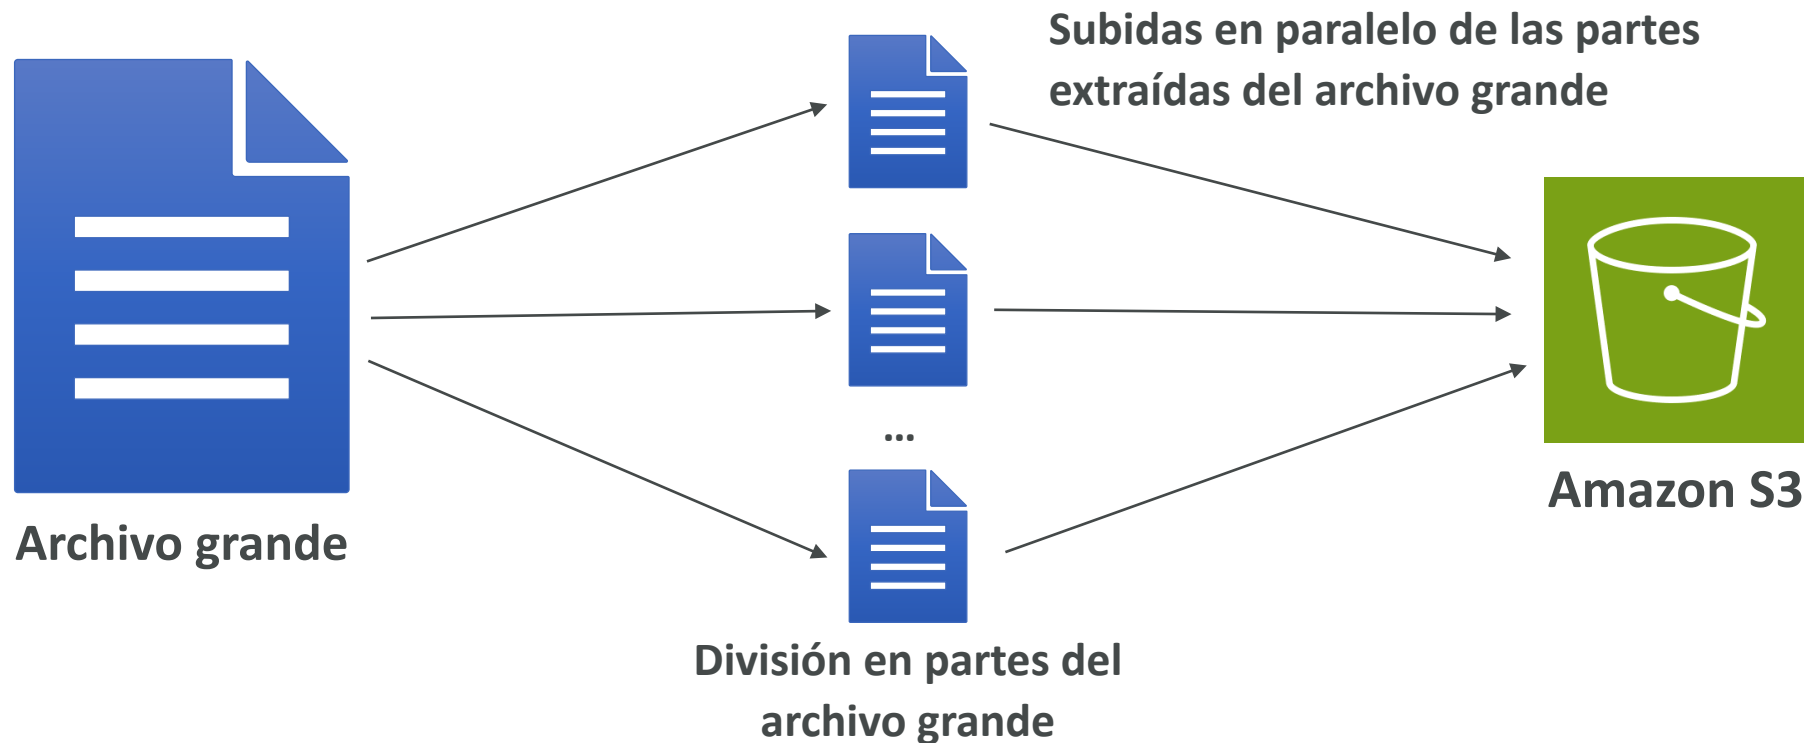 Subidas en paralelo de las partes
extraídas del archivo grande
Archivo grande
...
Amazon S3
División en partes del
archivo grande